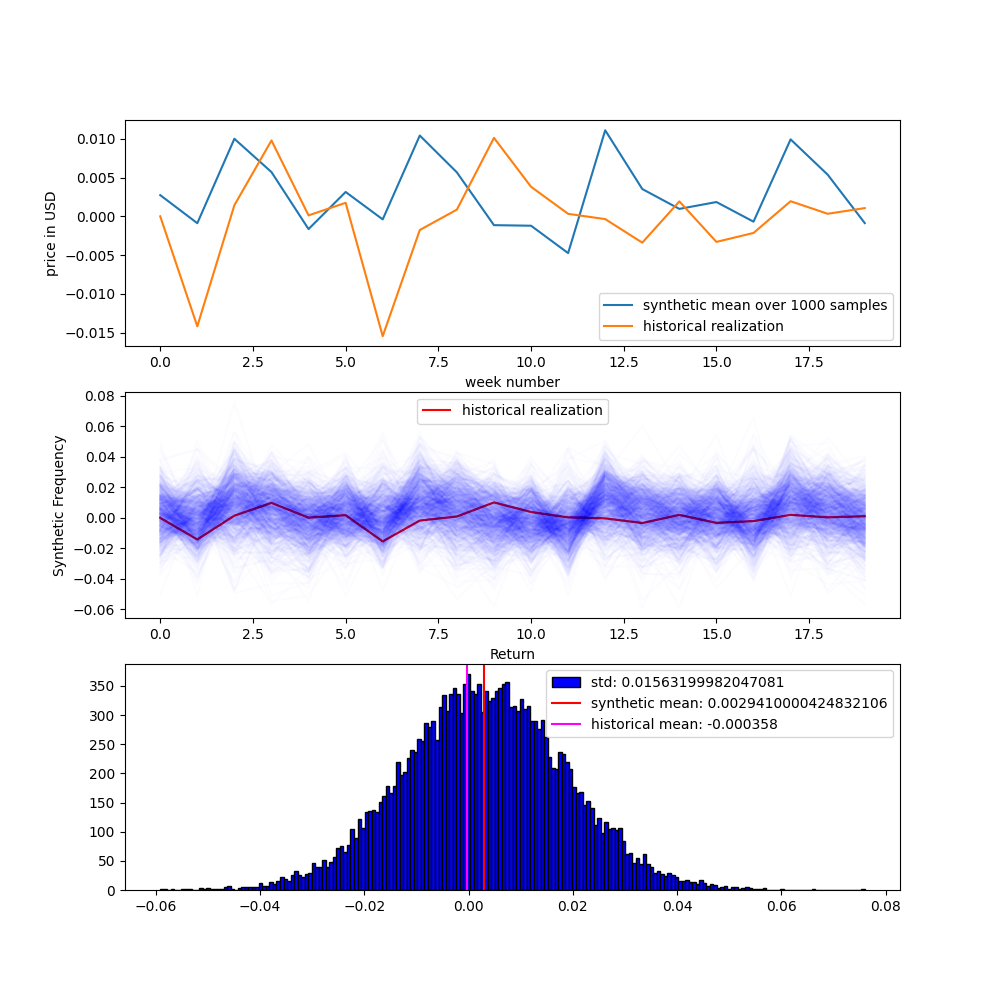 0.010
0.005
0.000
−0.005
−0.010
−0.015
price in USD
synthetic mean over 1000 samples
historical realization
0.0 2.5 5.0 7.5 10.0 12.5 15.0 17.5
week number
0.08
0.06
0.04
0.02
0.00
−0.02
−0.04
−0.06
Synthetic Frequency
historical realization
0.0 2.5 5.0 7.5 10.0 12.5 15.0 17.5
Return
350
300
250
200
150
100
50
0
std: 0.01563199982047081
synthetic mean: 0.0029410000424832106
historical mean: -0.000358
−0.06 −0.04 −0.02 0.00 0.02 0.04 0.06 0.08